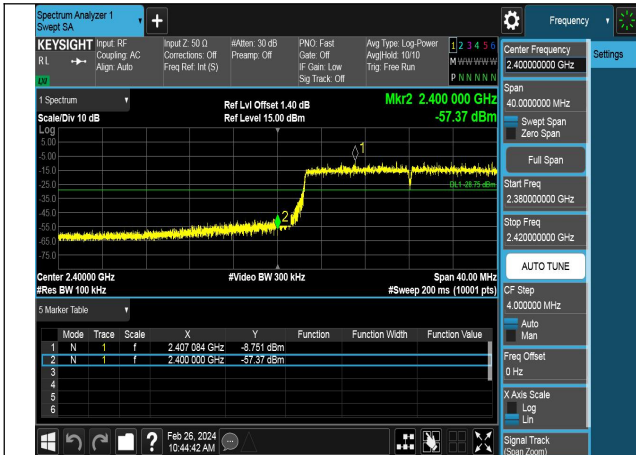 Spectrum Analyzer 1
Swept SA
Frequency
KEYSIGHT
Input: RF
Input Z: 50 Ω
#Atten: 30 dB
PNO: Fast
Avg Type: Log-Power
1 2 3 4 5 6
RL
Coupling: AC
Corrections: Off
Preamp: Off
Gate: Off
Avg|Hold: 10/10
M W W W W W
Align: Auto
Freq Ref: Int (S)
IF Gain: Low
Trig: Free Run
Sig Track: Off
P N N N N N
1 Spectrum
Ref Lvl Offset 1.40 dB
Mkr2 2.400 000 GHz
Scale/Div 10 dB
Ref Level 15.00 dBm
-57.37 dBm
Log
5.00
-5.00
-15.0
-25.0
-35.0
-45.0
-55.0
-65.0
-75.0
1
2
DL1 -28.75 dBm
Center 2.40000 GHz
#Video BW 300 kHz
Span 40.00 MHz
#Res BW 100 kHz
#Sweep 200 ms (10001 pts)
5 Marker Table
Mode Trace Scale X Y Function Function Width Function Value
1 N 1 f 2.407 084 GHz -8.751 dBm
2 N 1 f 2.400 000 GHz -57.37 dBm
3
4
5
6
Feb 26, 2024
10:44:42 AM
Center Frequency
2.400000000 GHz
Settings
Span
40.0000000 MHz
Swept Span
Zero Span
Full Span
Start Freq
2.380000000 GHz
Stop Freq
2.420000000 GHz
AUTO TUNE
CF Step
4.000000 MHz
Auto
Man
Freq Offset
0 Hz
X Axis Scale
Log
Lin
Signal Track
(Span Zoom)